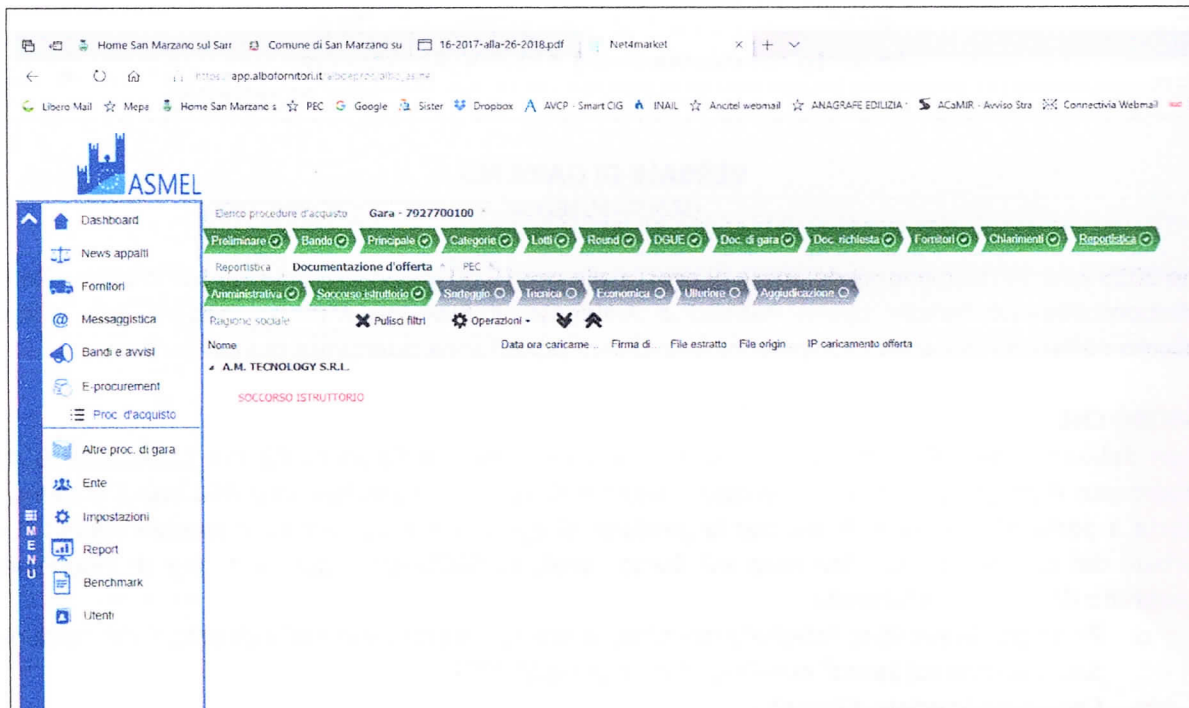 Home San Marzano sul Sarr Comune di San Marzano su 16-2017-alla-26-2018.pdf Net4market × + ∨
app.albofornitori.it
Libero Mail Mepa Home San Marzano s PEC Google Sister Dropbox AVCP - Smart CIG INAIL Ancitel webmail ANAGRAFE EDILIZIA ACaMIR - Avviso Stra Connectivia Webmail
ASMEL
Dashboard
News appalti
Fornitori
Messaggistica
Bandi e avvisi
E-procurement
Proc. d'acquisto
Altre proc. di gara
Ente
Impostazioni
Report
Benchmark
Utenti
MENU
Elenco procedure d'acquisto Gara - 7927700100
Preliminare Bando Principale Categorie Lotti Round DGUE Doc. di gara Doc. richiesta Fornitori Chiarimenti Reportistica
Reportistica Documentazione d'offerta PEC
Amministrativa Soccorso istruttorio Sorteggio Tecnica Economica Ulteriore Aggiudicazione
Ragione sociale Pulisci filtri Operazioni
Nome Data ora caricame... Firma di... File estratto File origin IP caricamento offerta
A.M. TECNOLOGY S.R.L.
SOCCORSO ISTRUTTORIO